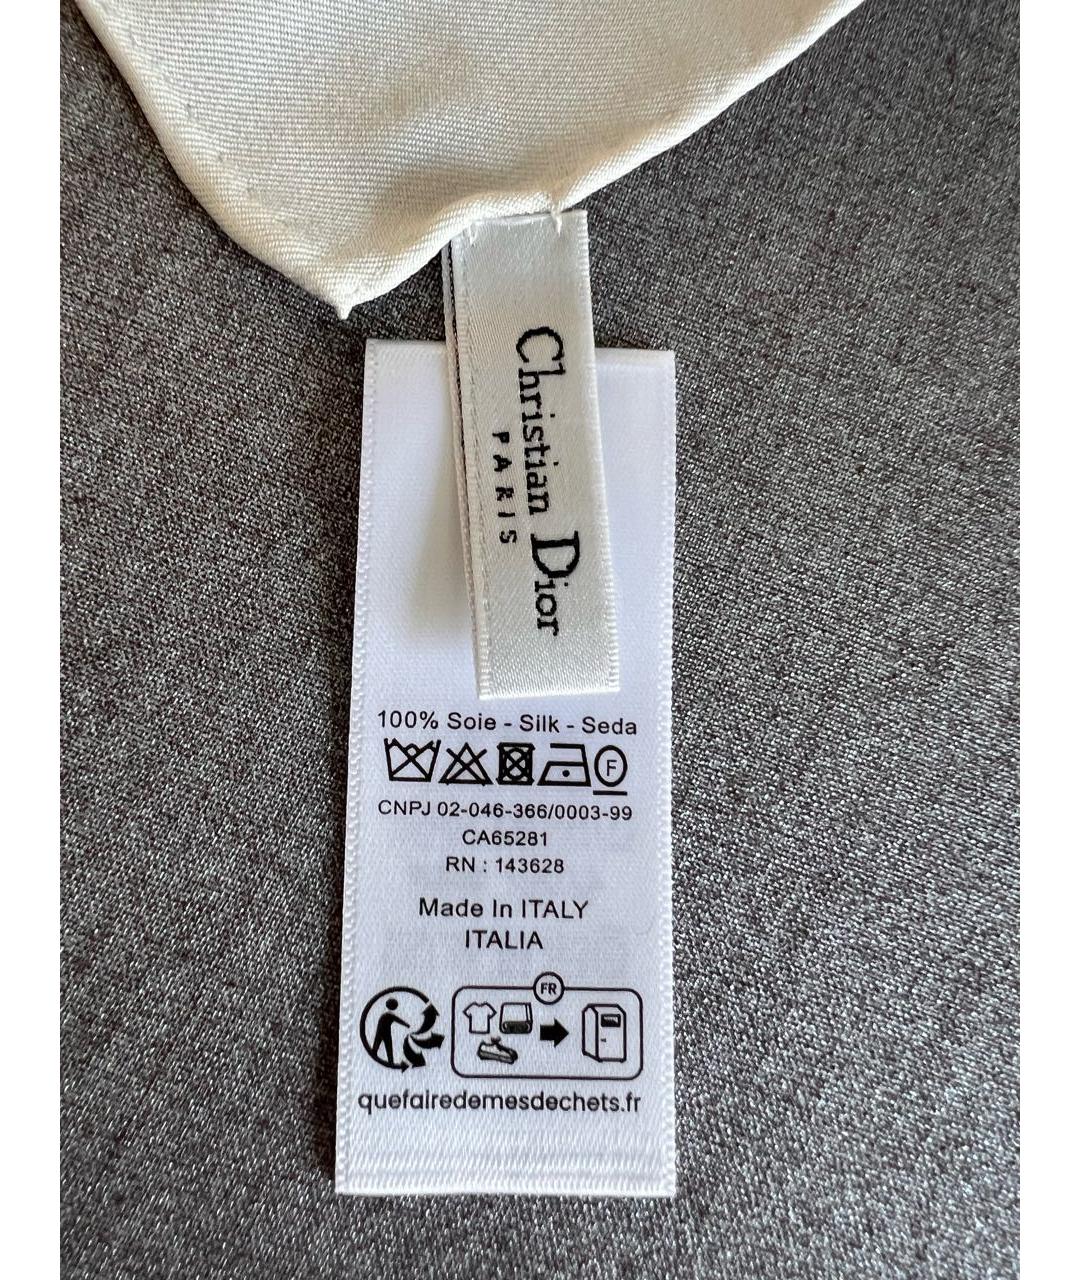 Christian Dior
PARIS
100% Soie - Silk - Seda
F
CNPJ 02-046-366/0003-99
CA65281
RN : 143628
Made In ITALY
ITALIA
FR
quefairedemesdechets.fr